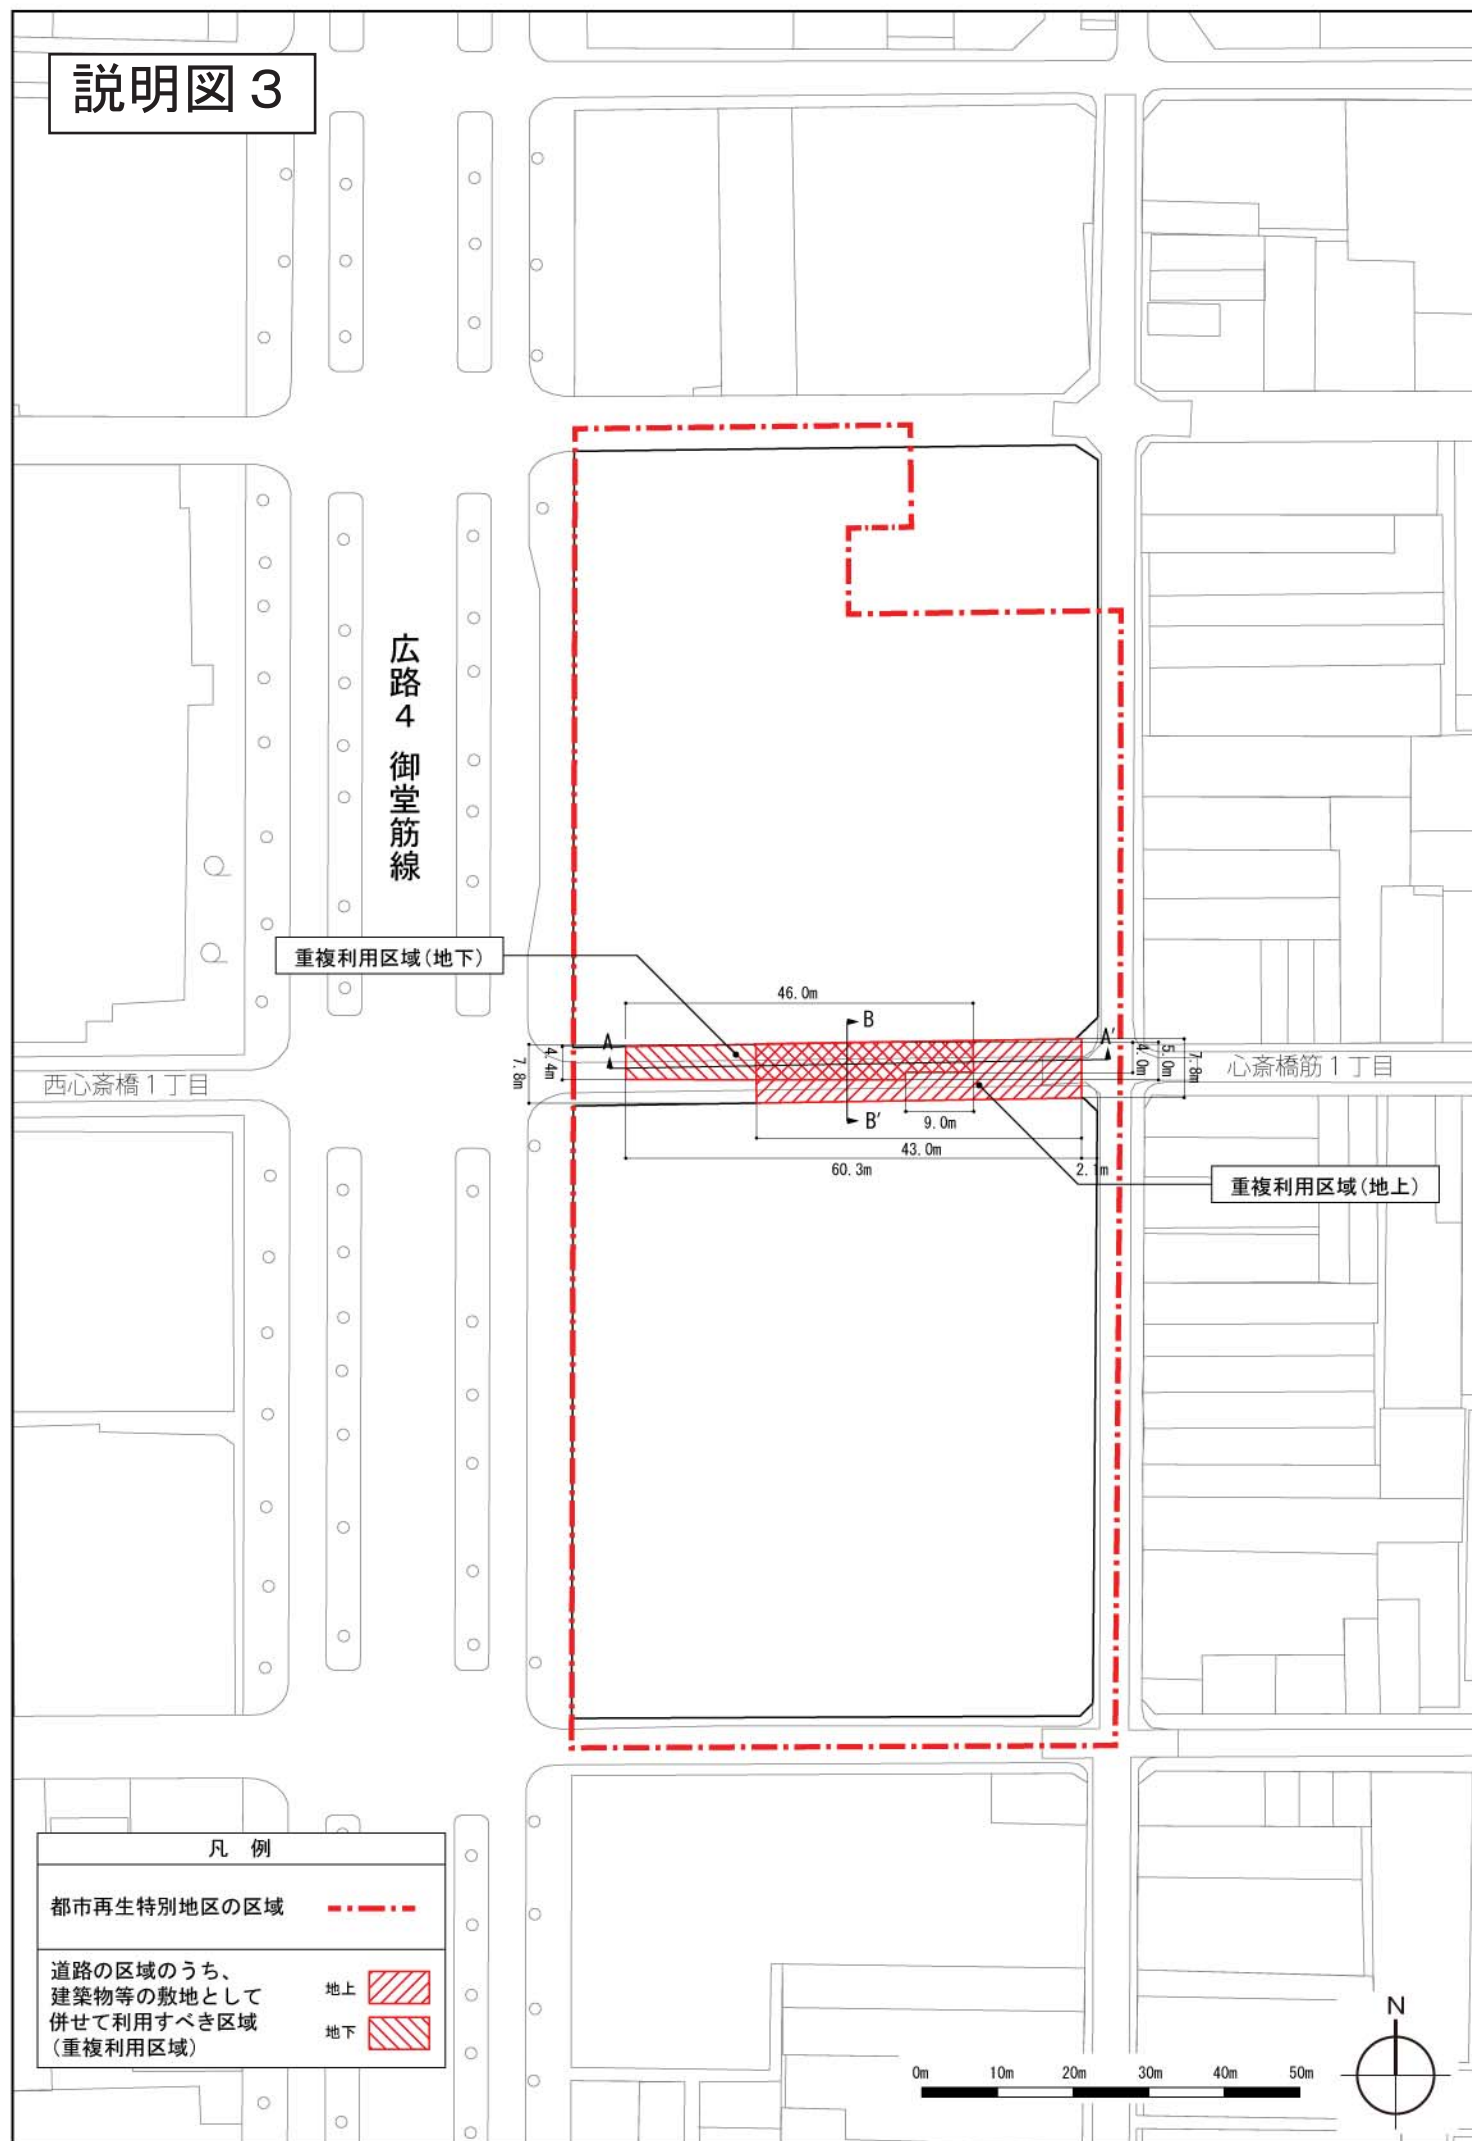 説明図３
広路４ 御堂筋線
重複利用区域(地下)
46.0m
B
A
A'
4.4m
7.8m
4.0m
5.0m
7.8m
西心斎橋１丁目
心斎橋筋１丁目
B'
9.0m
43.0m
60.3m
2.1m
重複利用区域(地上)
凡 例
都市再生特別地区の区域
道路の区域のうち、
建築物等の敷地として
併せて利用すべき区域
(重複利用区域)
地上
地下
N
0m 10m 20m 30m 40m 50m